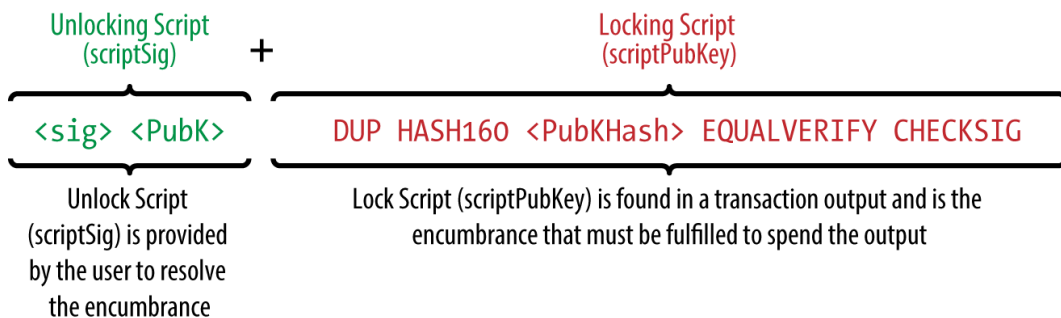 Unlocking Script
(scriptSig)
+
Locking Script
(scriptPubKey)
<sig> <PubK>
DUP HASH160 <PubKHash> EQUALVERIFY CHECKSIG
Unlock Script
(scriptSig) is provided
by the user to resolve
the encumbrance
Lock Script (scriptPubKey) is found in a transaction output and is the
encumbrance that must be fulfilled to spend the output